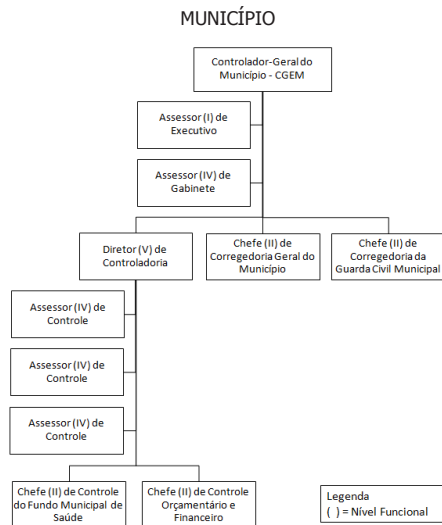 MUNICÍPIO
Controlador-Geral do
Município - CGEM
Assessor (I) de
Executivo
Assessor (IV) de
Gabinete
Diretor (V) de
Controladoria
Chefe (II) de
Corregedoria Geral do
Município
Chefe (II) de
Corregedoria da
Guarda Civil Municipal
Assessor (IV) de
Controle
Assessor (IV) de
Controle
Assessor (IV) de
Controle
Chefe (II) de Controle
do Fundo Municipal de
Saúde
Chefe (II) de Controle
Orçamentário e
Financeiro
Legenda
( ) = Nível Funcional